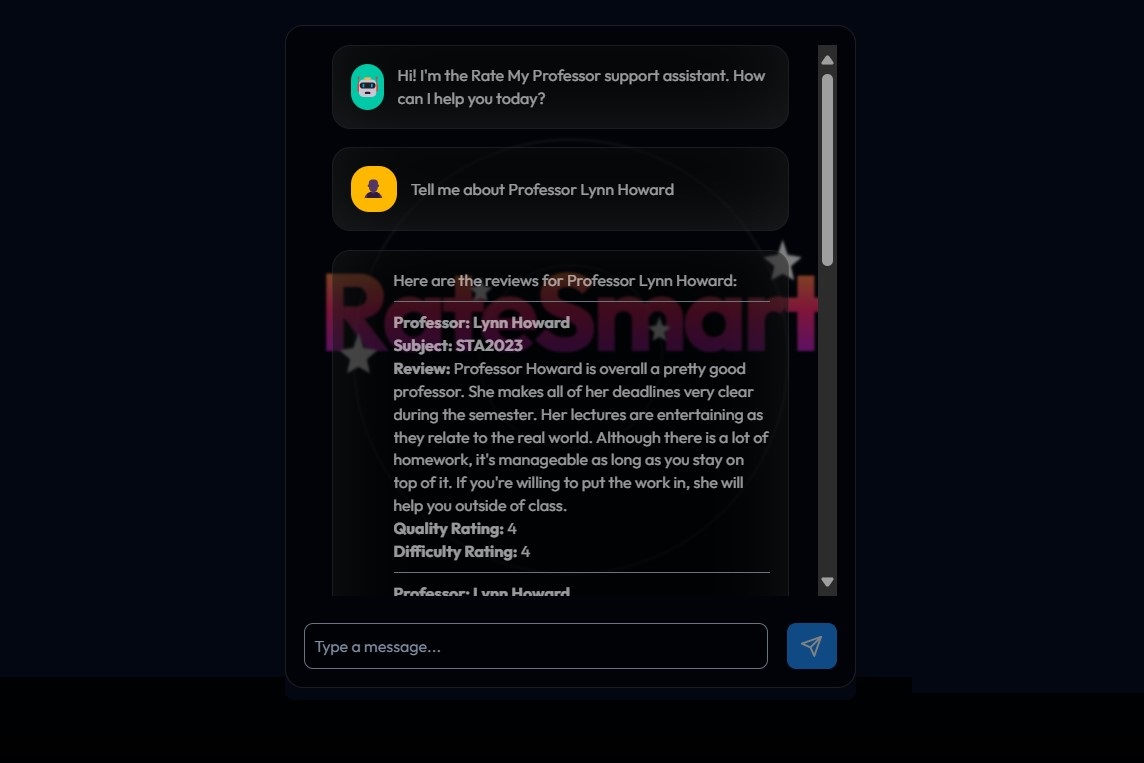 Hi! I'm the Rate My Professor support assistant. How
can I help you today?
Tell me about Professor Lynn Howard
Here are the reviews for Professor Lynn Howard:
RateSmart
Professor: Lynn Howard
Subject: STA2023
Review: Professor Howard is overall a pretty good
professor. She makes all of her deadlines very clear
during the semester. Her lectures are entertaining as
they relate to the real world. Although there is a lot of
homework, it's manageable as long as you stay on
top of it. If you're willing to put the work in, she will
help you outside of class.
Quality Rating: 4
Difficulty Rating: 4
Professor: Lynn Howard
Type a message...